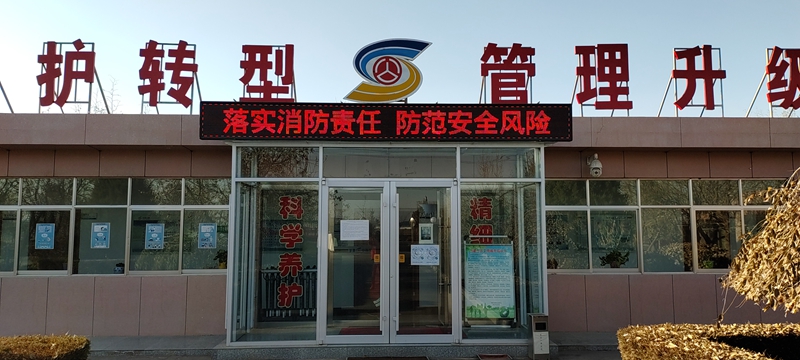 护转型 管理升级
落实消防责任 防范安全风险
科学养护
精细